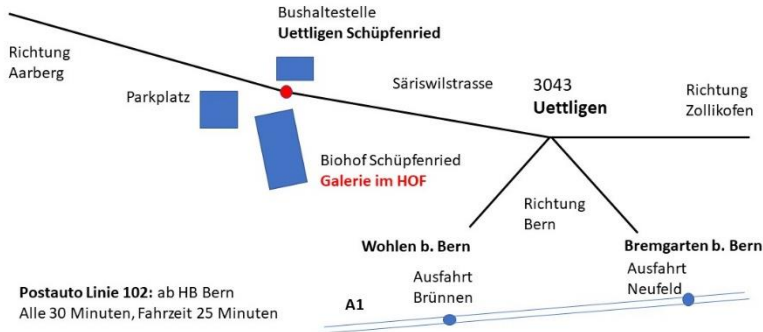 Bushaltestelle
Uettligen Schüpfenried
Richtung
Aarberg
Parkplatz
Säriswilstrasse
3043
Uettligen
Richtung
Zollikofen
Biohof Schüpfenried
Galerie im HOF
Richtung
Bern
Wohlen b. Bern
Bremgarten b. Bern
Ausfahrt
Brünnen
Ausfahrt
Neufeld
A1
Postauto Linie 102: ab HB Bern
Alle 30 Minuten, Fahrzeit 25 Minuten